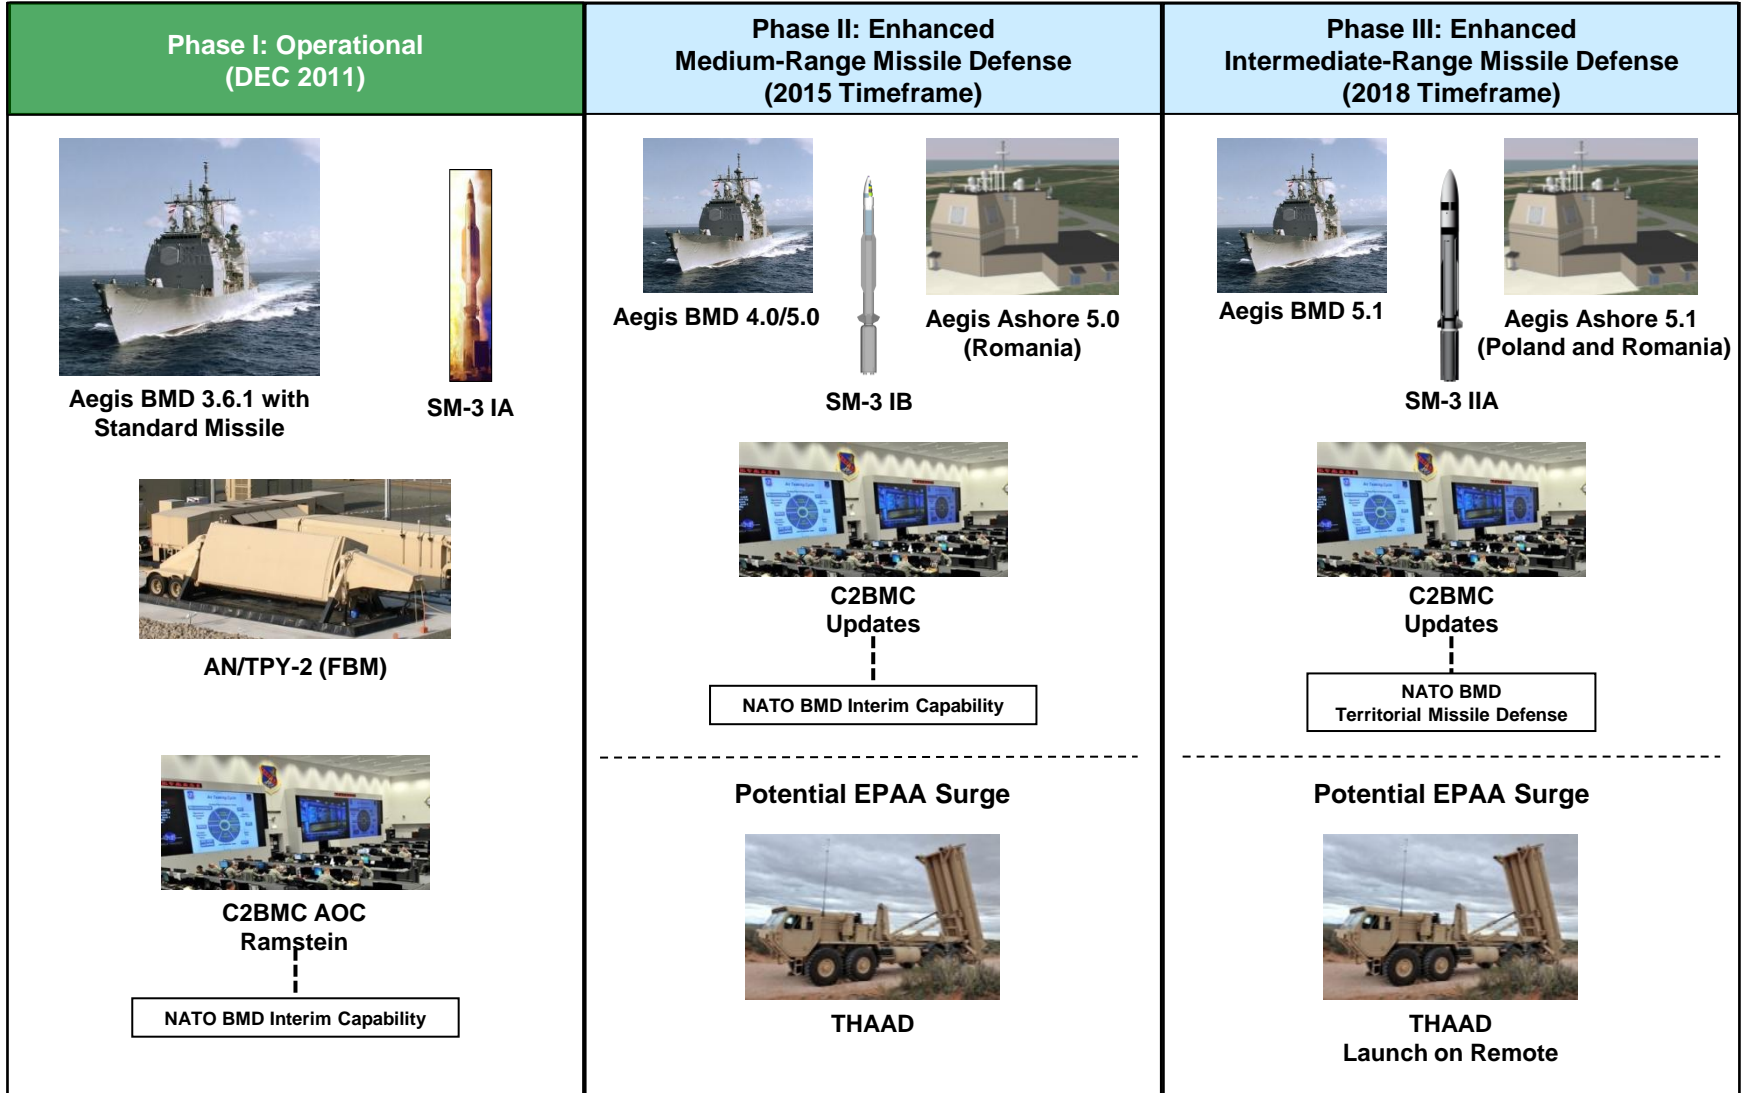 Phase I: Operational
(DEC 2011)
Phase II: Enhanced
Medium-Range Missile Defense
(2015 Timeframe)
Phase III: Enhanced
Intermediate-Range Missile Defense
(2018 Timeframe)
Aegis BMD 3.6.1 with
Standard Missile
SM-3 IA
AN/TPY-2 (FBM)
C2BMC AOC
Ramstein
NATO BMD Interim Capability
Aegis BMD 4.0/5.0
SM-3 IB
Aegis Ashore 5.0
(Romania)
C2BMC
Updates
NATO BMD Interim Capability
Potential EPAA Surge
THAAD
Aegis BMD 5.1
SM-3 IIA
Aegis Ashore 5.1
(Poland and Romania)
C2BMC
Updates
NATO BMD
Territorial Missile Defense
Potential EPAA Surge
THAAD
Launch on Remote